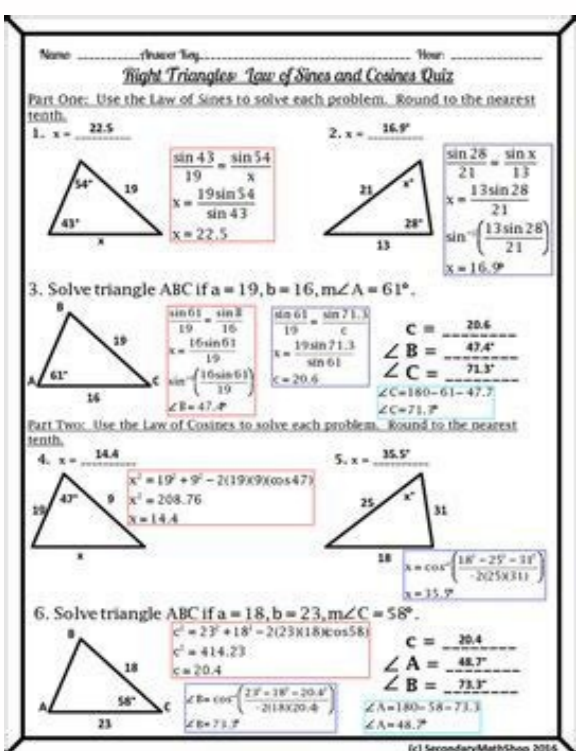 Name Answer Key Hour
Right Triangles: Law of Sines and Cosines Quiz
Part One: Use the Law of Sines to solve each problem. Round to the nearest
tenth.
1. x = 22.5
54°
19
43°
x
sin 43/19 = sin 54/x
x = 19 sin 54/sin 43
x = 22.5
2. x = 16.9°
21
x°
28°
13
sin 28/21 = sin x/13
x = 13 sin 28/21
sin⁻¹(13 sin 28/21)
x = 16.9°
3. Solve triangle ABC if a = 19, b = 16, m∠A = 61°.
B
19
A 61° C
16
sin 61/19 = sin B/16
x = 16 sin 61/19
sin⁻¹(16 sin 61/19)
∠B = 47.4°
sin 61/19 = sin 71.3/c
x = 19 sin 71.3/sin 61
c = 20.6
c = 20.6
∠B = 47.4°
∠C = 71.3°
∠C=180-61-47.7
∠C=71.3°
Part Two: Use the Law of Cosines to solve each problem. Round to the nearest
tenth.
4. x = 14.4
19 47° 9
x
x² = 19² + 9² - 2(19)(9)(cos 47)
x² = 208.76
x = 14.4
5. x = 35.5°
25 x° 31
18
x = cos⁻¹(18² - 25² - 31²/-2(25)(31))
x = 35.5°
6. Solve triangle ABC if a = 18, b = 23, m∠C = 58°.
B
18
A 58° C
23
c² = 23² + 18² - 2(23)(18)(cos 58)
c² = 414.23
c = 20.4
∠B = cos⁻¹(23² - 18² - 20.4²/-2(18)(20.4))
∠B = 73.3°
c = 20.4
∠A = 48.7°
∠B = 73.3°
∠A=180-58-73.3
∠A=48.7°
(c) SecondaryMathShop 2016